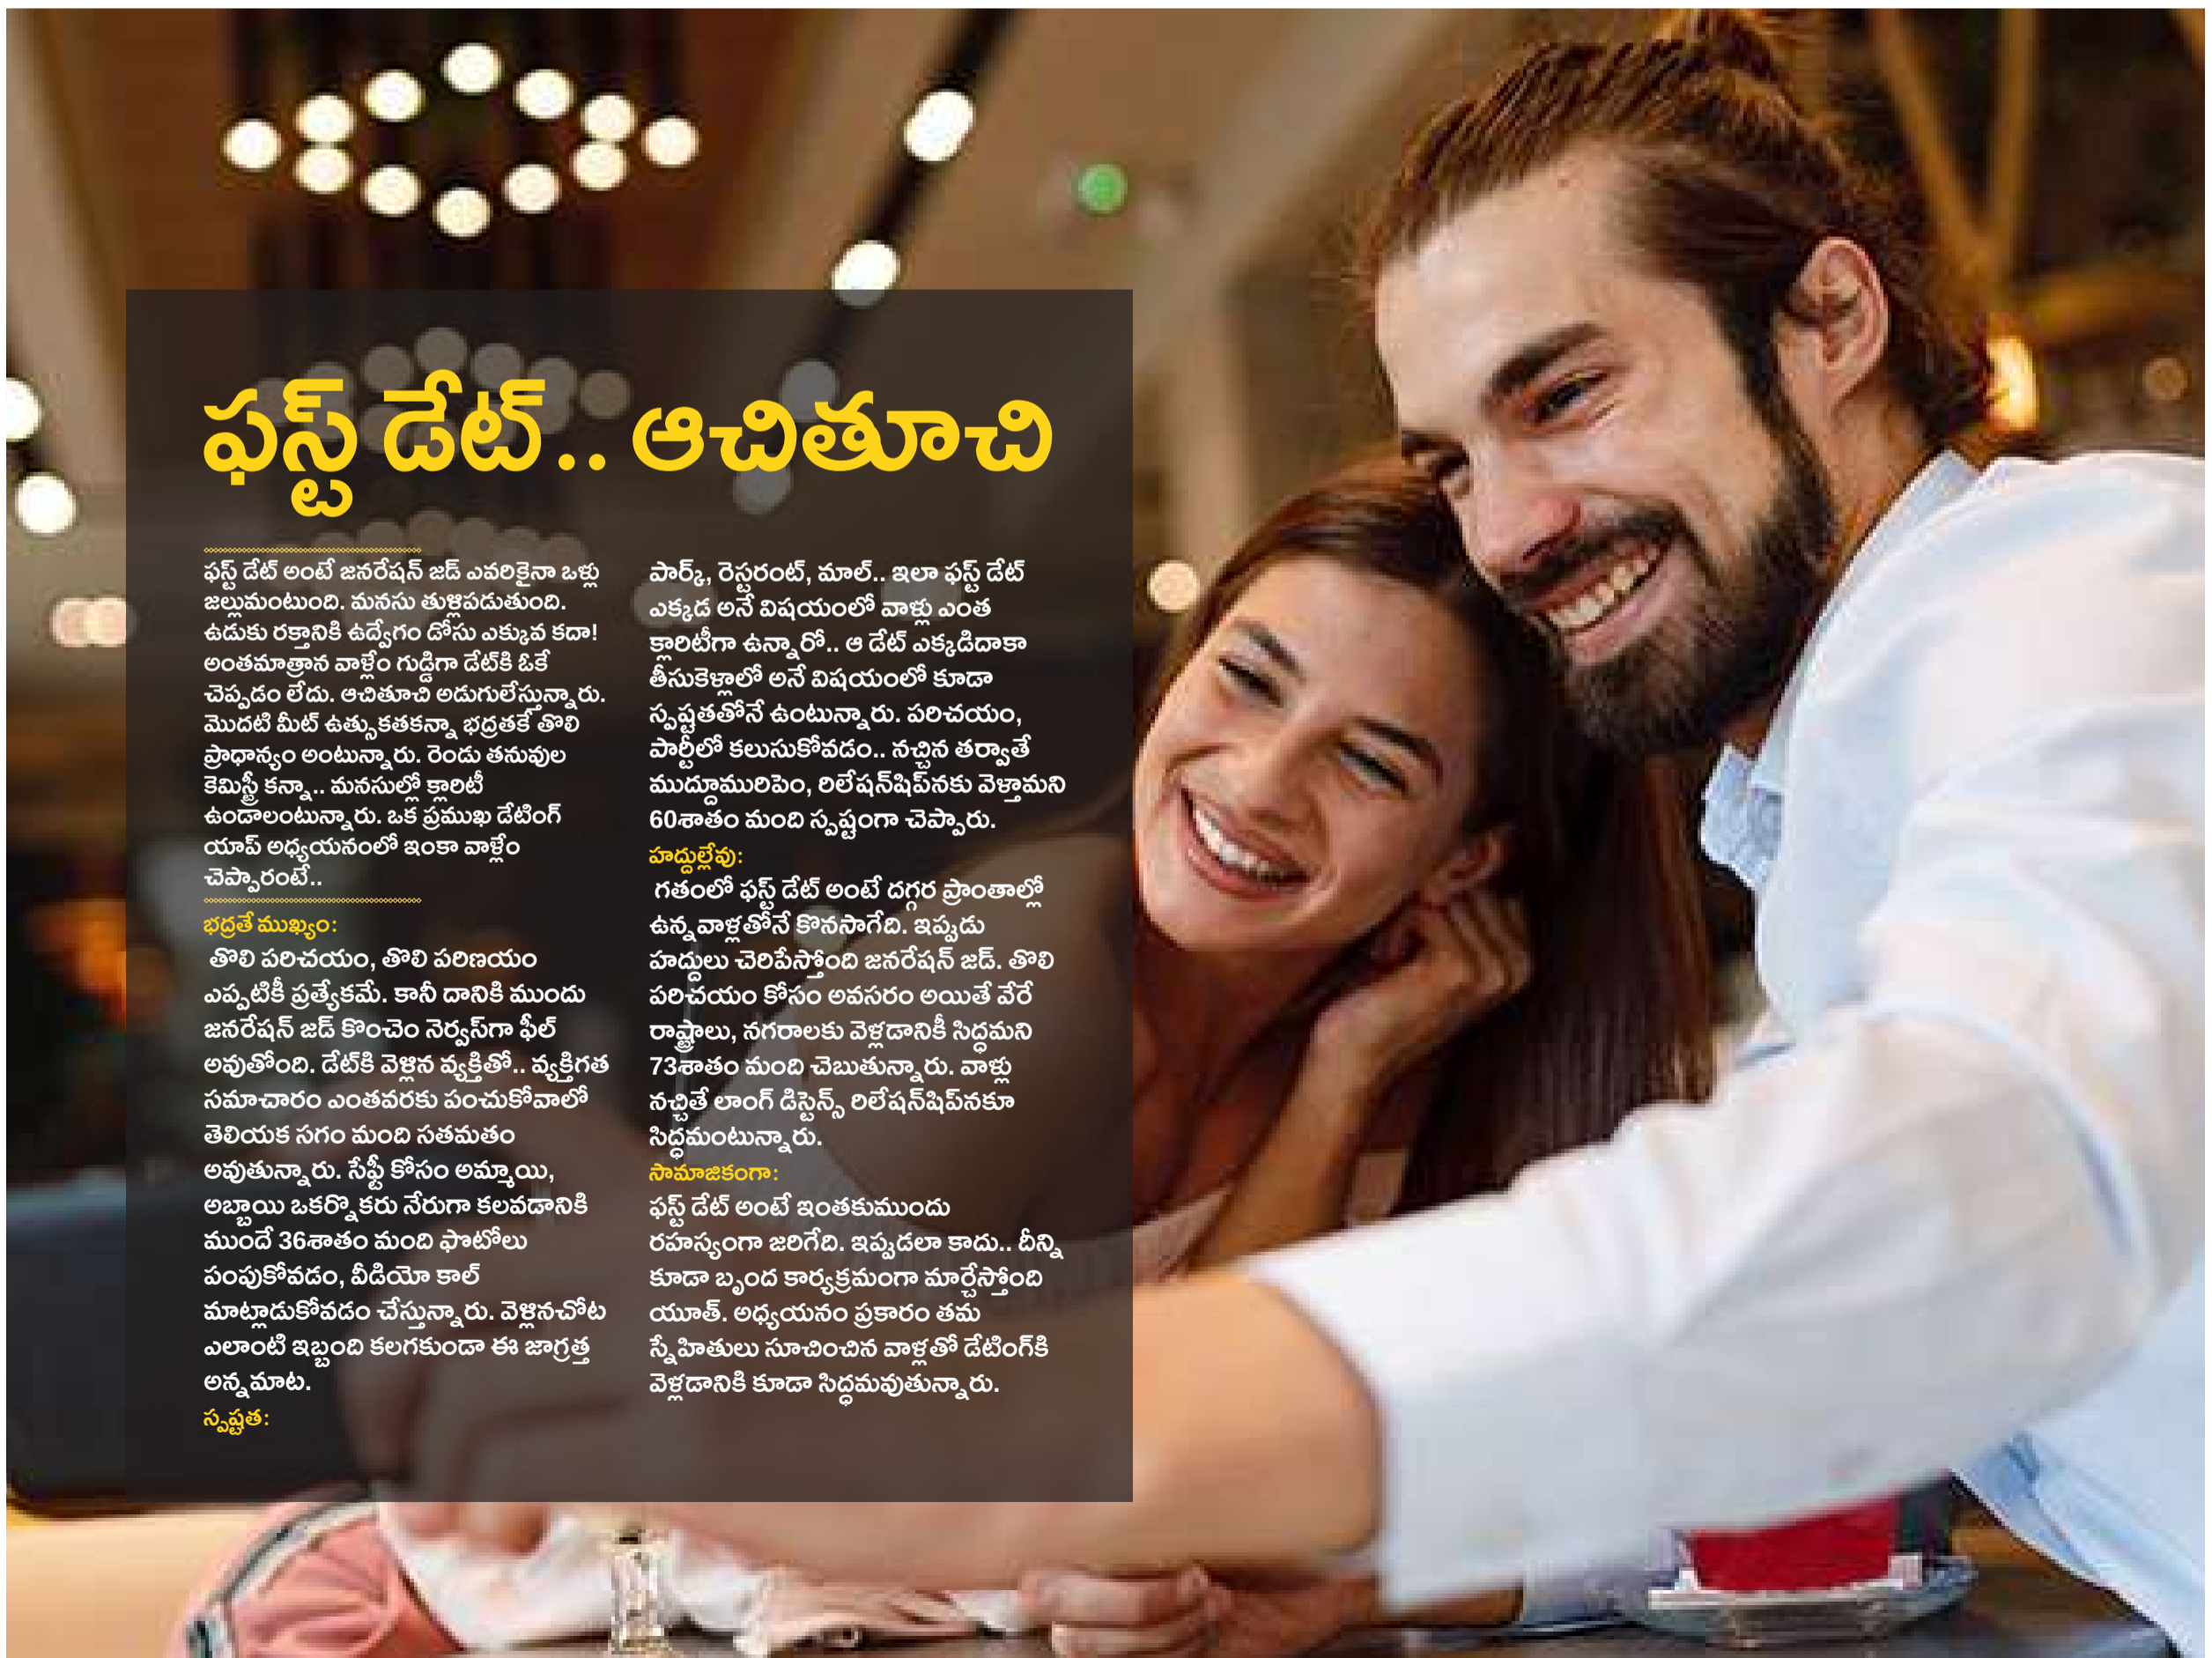 ఫస్ట్ డేట్.. ఆచితూచి
ఫస్ట్ డేట్ అంటే జనరేషన్ జడ్ ఎవరికైనా ఒళ్లు
జల్లుమంటుంది. మనసు తుళ్లిపడుతుంది.
ఉడుకు రక్తానికి ఉద్వేగం డోసు ఎక్కువ కదా!
అంతమాత్రాన వాళ్లేం గుడ్డిగా డేట్‌కి ఓకే
చెప్పడం లేదు. ఆచితూచి అడుగులేస్తున్నారు.
మొదటి మీట్ ఉత్సుకతకన్నా భద్రతకే తొలి
ప్రాధాన్యం అంటున్నారు. రెండు తనువుల
కెమిస్ట్రీ కన్నా.. మనసుల్లో క్లారిటీ
ఉండాలంటున్నారు. ఒక ప్రముఖ డేటింగ్
యాప్ అధ్యయనంలో ఇంకా వాళ్లేం
చెప్పారంటే..
భద్రతే ముఖ్యం:
తొలి పరిచయం, తొలి పరిణయం
ఎప్పటికీ ప్రత్యేకమే. కానీ దానికి ముందు
జనరేషన్ జడ్ కొంచెం నెర్వస్‌గా ఫీల్
అవుతోంది. డేట్‌కి వెళ్లిన వ్యక్తితో.. వ్యక్తిగత
సమాచారం ఎంతవరకు పంచుకోవాలో
తెలియక సగం మంది సతమతం
అవుతున్నారు. సేఫ్టీ కోసం అమ్మాయి,
అబ్బాయి ఒకర్నొకరు నేరుగా కలవడానికి
ముందే 36శాతం మంది ఫొటోలు
పంపుకోవడం, వీడియో కాల్
మాట్లాడుకోవడం చేస్తున్నారు. వెళ్లినచోట
ఎలాంటి ఇబ్బంది కలగకుండా ఈ జాగ్రత్త
అన్నమాట.
స్పష్టత:
పార్క్, రెస్టరంట్, మాల్.. ఇలా ఫస్ట్ డేట్
ఎక్కడ అనే విషయంలో వాళ్లు ఎంత
క్లారిటీగా ఉన్నారో.. ఆ డేట్ ఎక్కడిదాకా
తీసుకెళ్లాలో అనే విషయంలో కూడా
స్పష్టతతోనే ఉంటున్నారు. పరిచయం,
పార్టీలో కలుసుకోవడం.. నచ్చిన తర్వాతే
ముద్దూమురిపెం, రిలేషన్‌షిప్‌నకు వెళ్తామని
60శాతం మంది స్పష్టంగా చెప్పారు.
హద్దుల్లేవు:
గతంలో ఫస్ట్ డేట్ అంటే దగ్గర ప్రాంతాల్లో
ఉన్నవాళ్లతోనే కొనసాగేది. ఇప్పడు
హద్దులు చెరిపేస్తోంది జనరేషన్ జడ్. తొలి
పరిచయం కోసం అవసరం అయితే వేరే
రాష్ట్రాలు, నగరాలకు వెళ్లడానికీ సిద్ధమని
73శాతం మంది చెబుతున్నారు. వాళ్లు
నచ్చితే లాంగ్ డిస్టెన్స్ రిలేషన్‌షిప్‌నకూ
సిద్ధమంటున్నారు.
సామాజికంగా:
ఫస్ట్ డేట్ అంటే ఇంతకుముందు
రహస్యంగా జరిగేది. ఇప్పుడలా కాదు.. దీన్ని
కూడా బృంద కార్యక్రమంగా మార్చేస్తోంది
యూత్. అధ్యయనం ప్రకారం తమ
స్నేహితులు సూచించిన వాళ్లతో డేటింగ్‌కి
వెళ్లడానికి కూడా సిద్ధమవుతున్నారు.